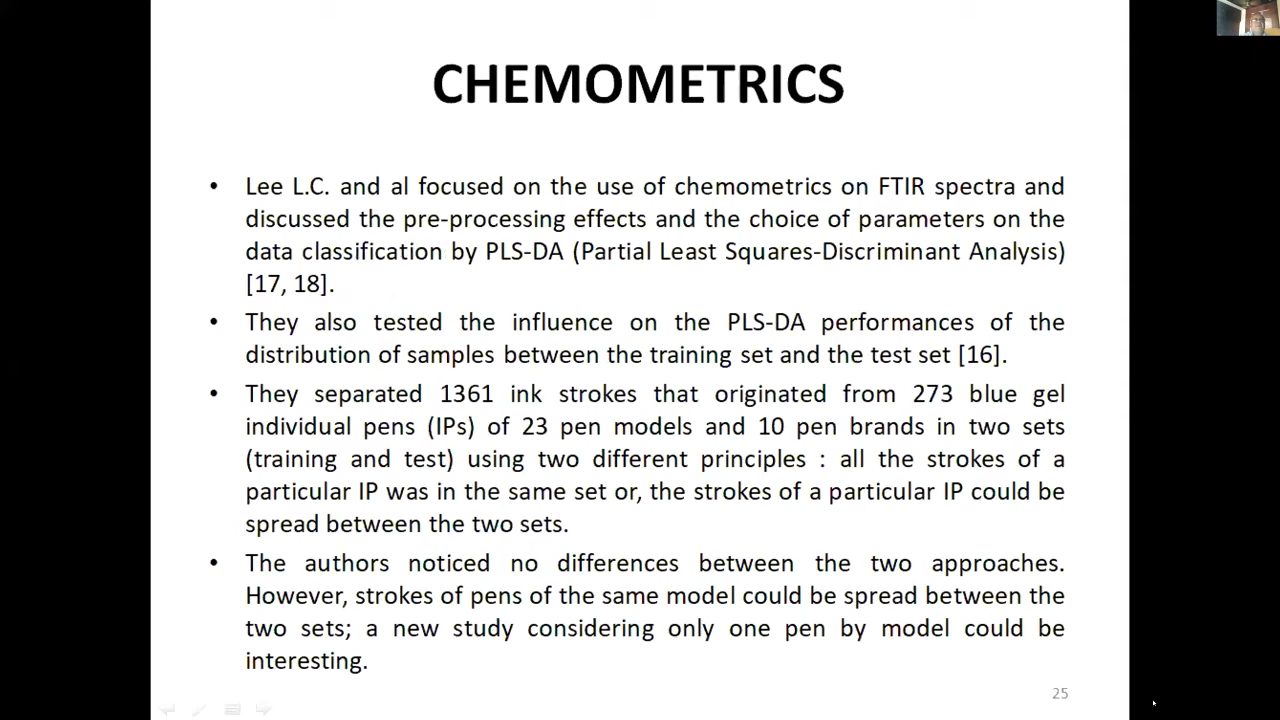 CHEMOMETRICS
• Lee L.C. and al focused on the use of chemometrics on FTIR spectra and
discussed the pre-processing effects and the choice of parameters on the
data classification by PLS-DA (Partial Least Squares-Discriminant Analysis)
[17, 18].
• They also tested the influence on the PLS-DA performances of the
distribution of samples between the training set and the test set [16].
• They separated 1361 ink strokes that originated from 273 blue gel
individual pens (IPs) of 23 pen models and 10 pen brands in two sets
(training and test) using two different principles : all the strokes of a
particular IP was in the same set or, the strokes of a particular IP could be
spread between the two sets.
• The authors noticed no differences between the two approaches.
However, strokes of pens of the same model could be spread between the
two sets; a new study considering only one pen by model could be
interesting.
25